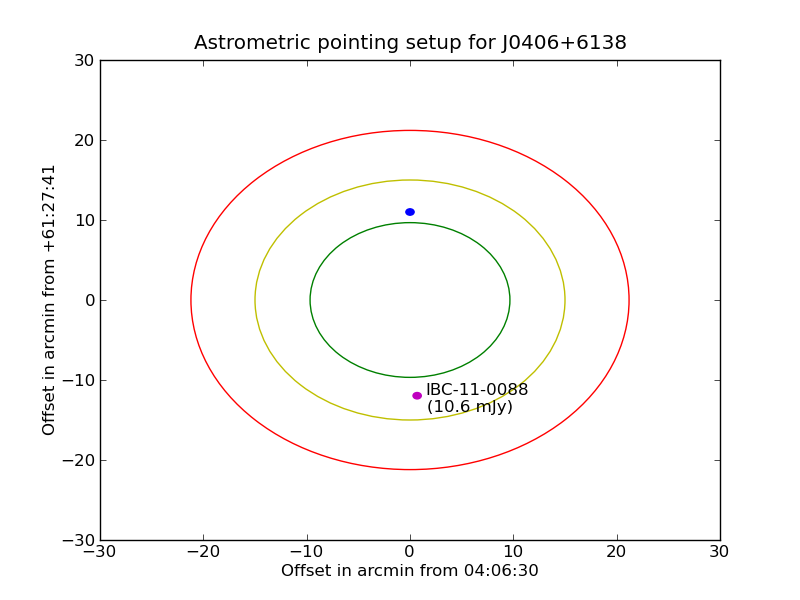 Astrometric pointing setup for J0406+6138
30
20
10
0
−10
−20
−30
Offset in arcmin from +61:27:41
IBC-11-0088
(10.6 mJy)
−30 −20 −10 0 10 20 30
Offset in arcmin from 04:06:30